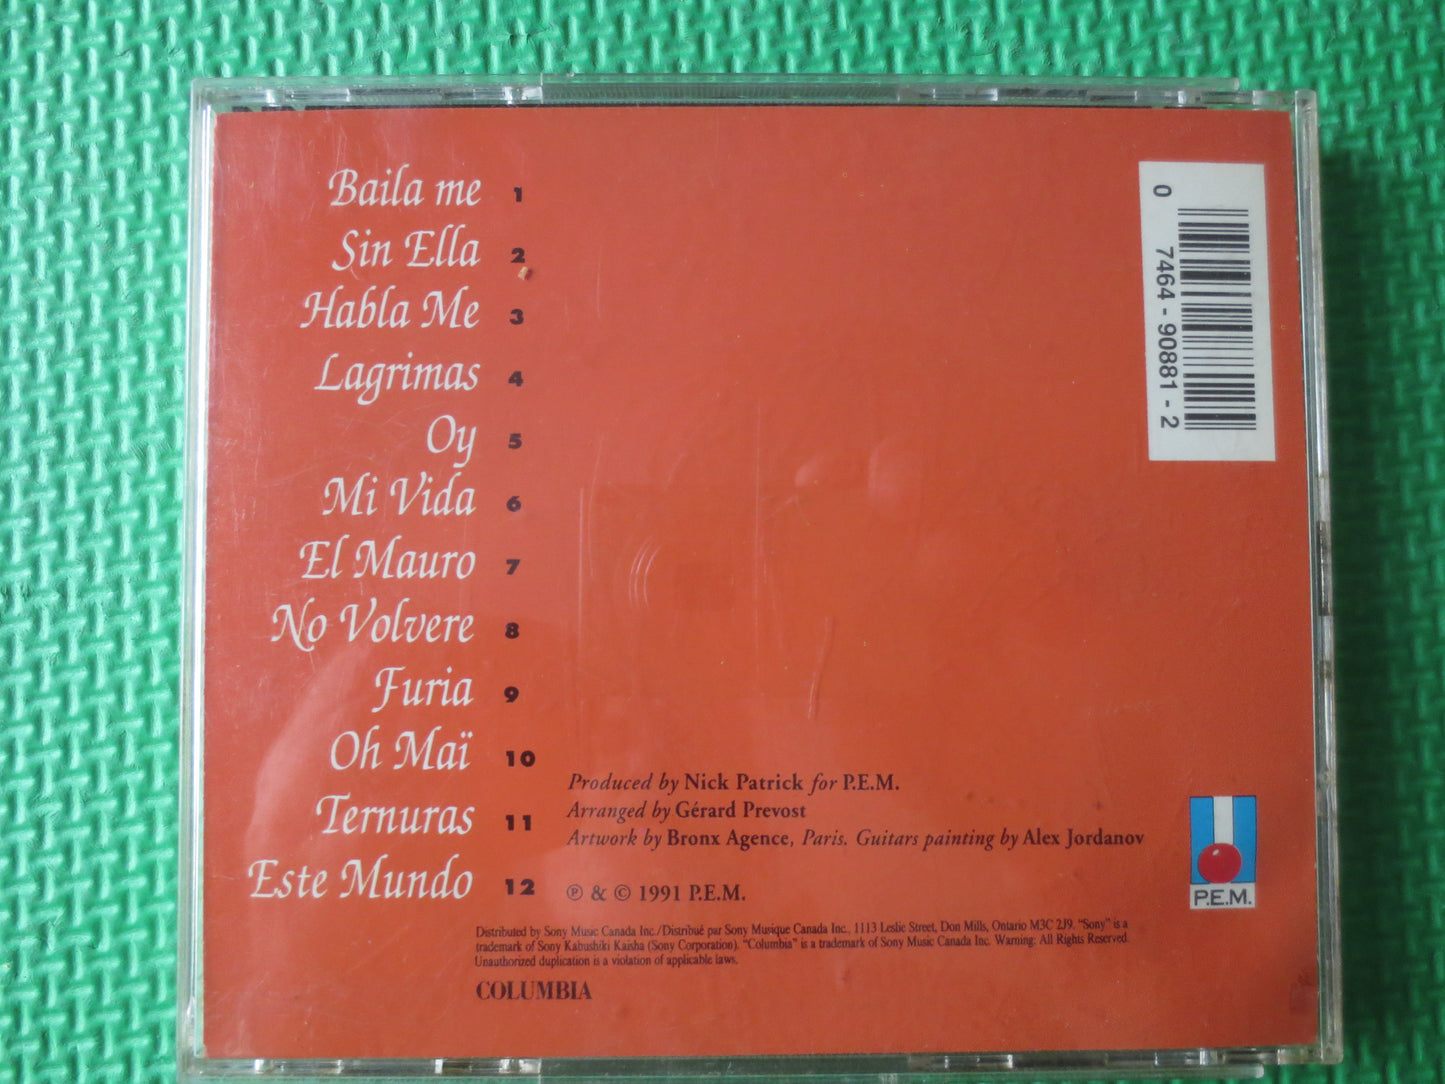 Baila me 1
Sin Ella 2
Habla Me 3
Lagrimas 4
Oy 5
Mi Vida 6
El Mauro 7
No Volvere 8
Furia 9
Oh Maï 10
Ternuras 11
Este Mundo 12
Produced by Nick Patrick for P.E.M.
Arranged by Gérard Prevost
Artwork by Bronx Agence, Paris. Guitars painting by Alex Jordanov
℗ & © 1991 P.E.M.
Distributed by Sony Music Canada Inc./Distribué par Sony Musique Canada Inc., 1113 Leslie Street, Don Mills, Ontario M3C 2J9. “Sony” is a
trademark of Sony Kabushiki Kaisha (Sony Corporation). “Columbia” is a trademark of Sony Music Canada Inc. Warning: All Rights Reserved.
Unauthorized duplication is a violation of applicable laws.
COLUMBIA
0 7464-90881-2
P.E.M.